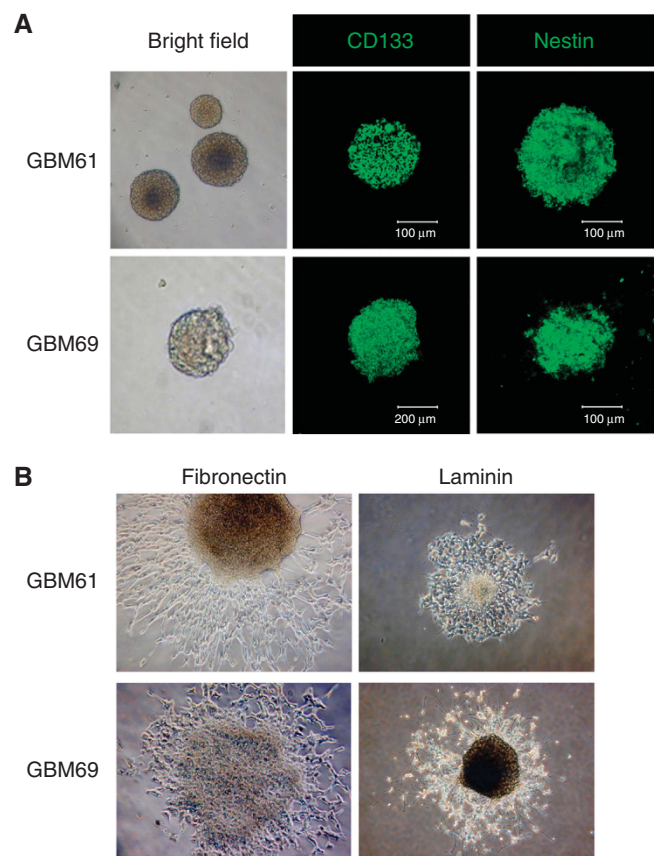 A
Bright field CD133 Nestin
GBM61
100 μm 100 μm
GBM69
200 μm 100 μm
B
Fibronectin Laminin
GBM61
GBM69